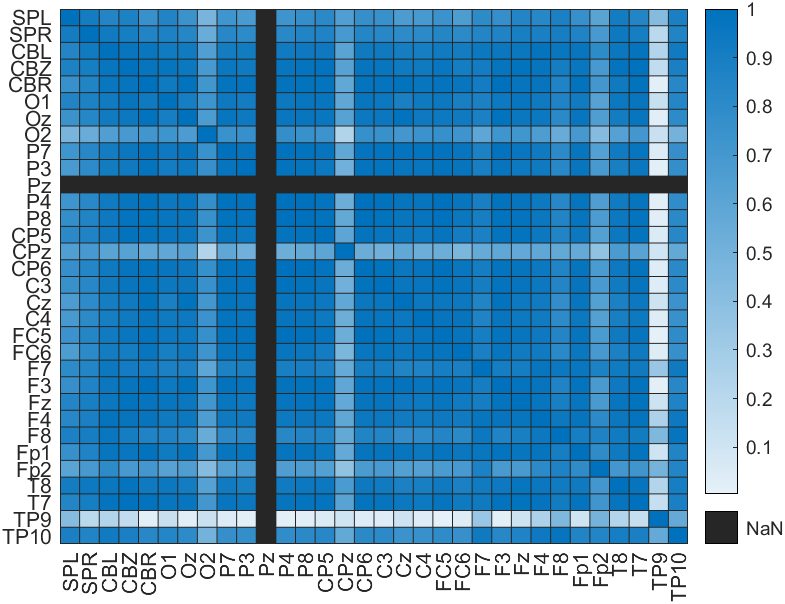 SPL
SPR
CBL
CBZ
CBR
O1
Oz
O2
P7
P3
Pz
P4
P8
CP5
CPz
CP6
C3
Cz
C4
FC5
FC6
F7
F3
Fz
F4
F8
Fp1
Fp2
T8
T7
TP9
TP10
SPL SPR CBL CBZ CBR O1 Oz O2 P7 P3 Pz P4 P8 CP5 CPz CP6 C3 Cz C4 FC5 FC6 F7 F3 Fz F4 F8 Fp1 Fp2 T8 T7 TP9 TP10
1
0.9
0.8
0.7
0.6
0.5
0.4
0.3
0.2
0.1
NaN